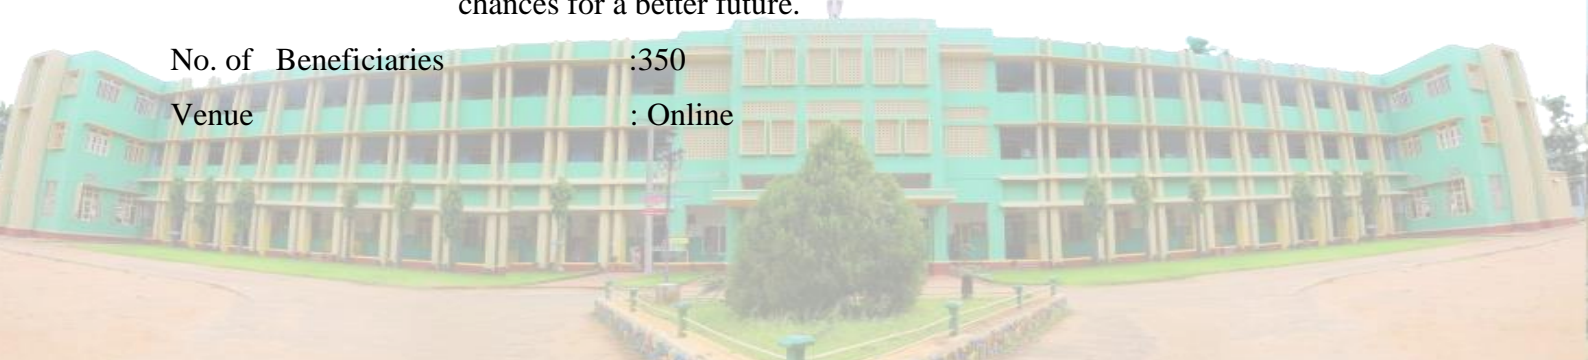 chances for a better future.
No. of Beneficiaries :350
Venue : Online